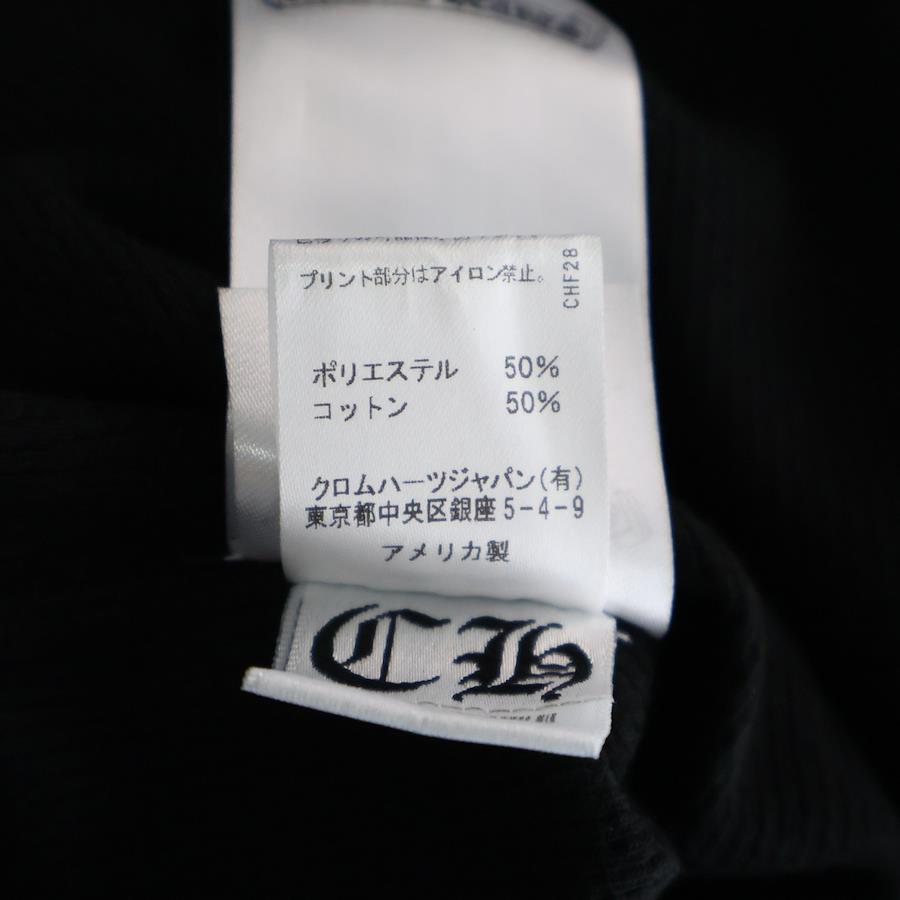 プリント部分はアイロン禁止。
CHF28
ポリエステル 50%
コットン 50%
クロムハーツジャパン(有)
東京都中央区銀座5-4-9
アメリカ製